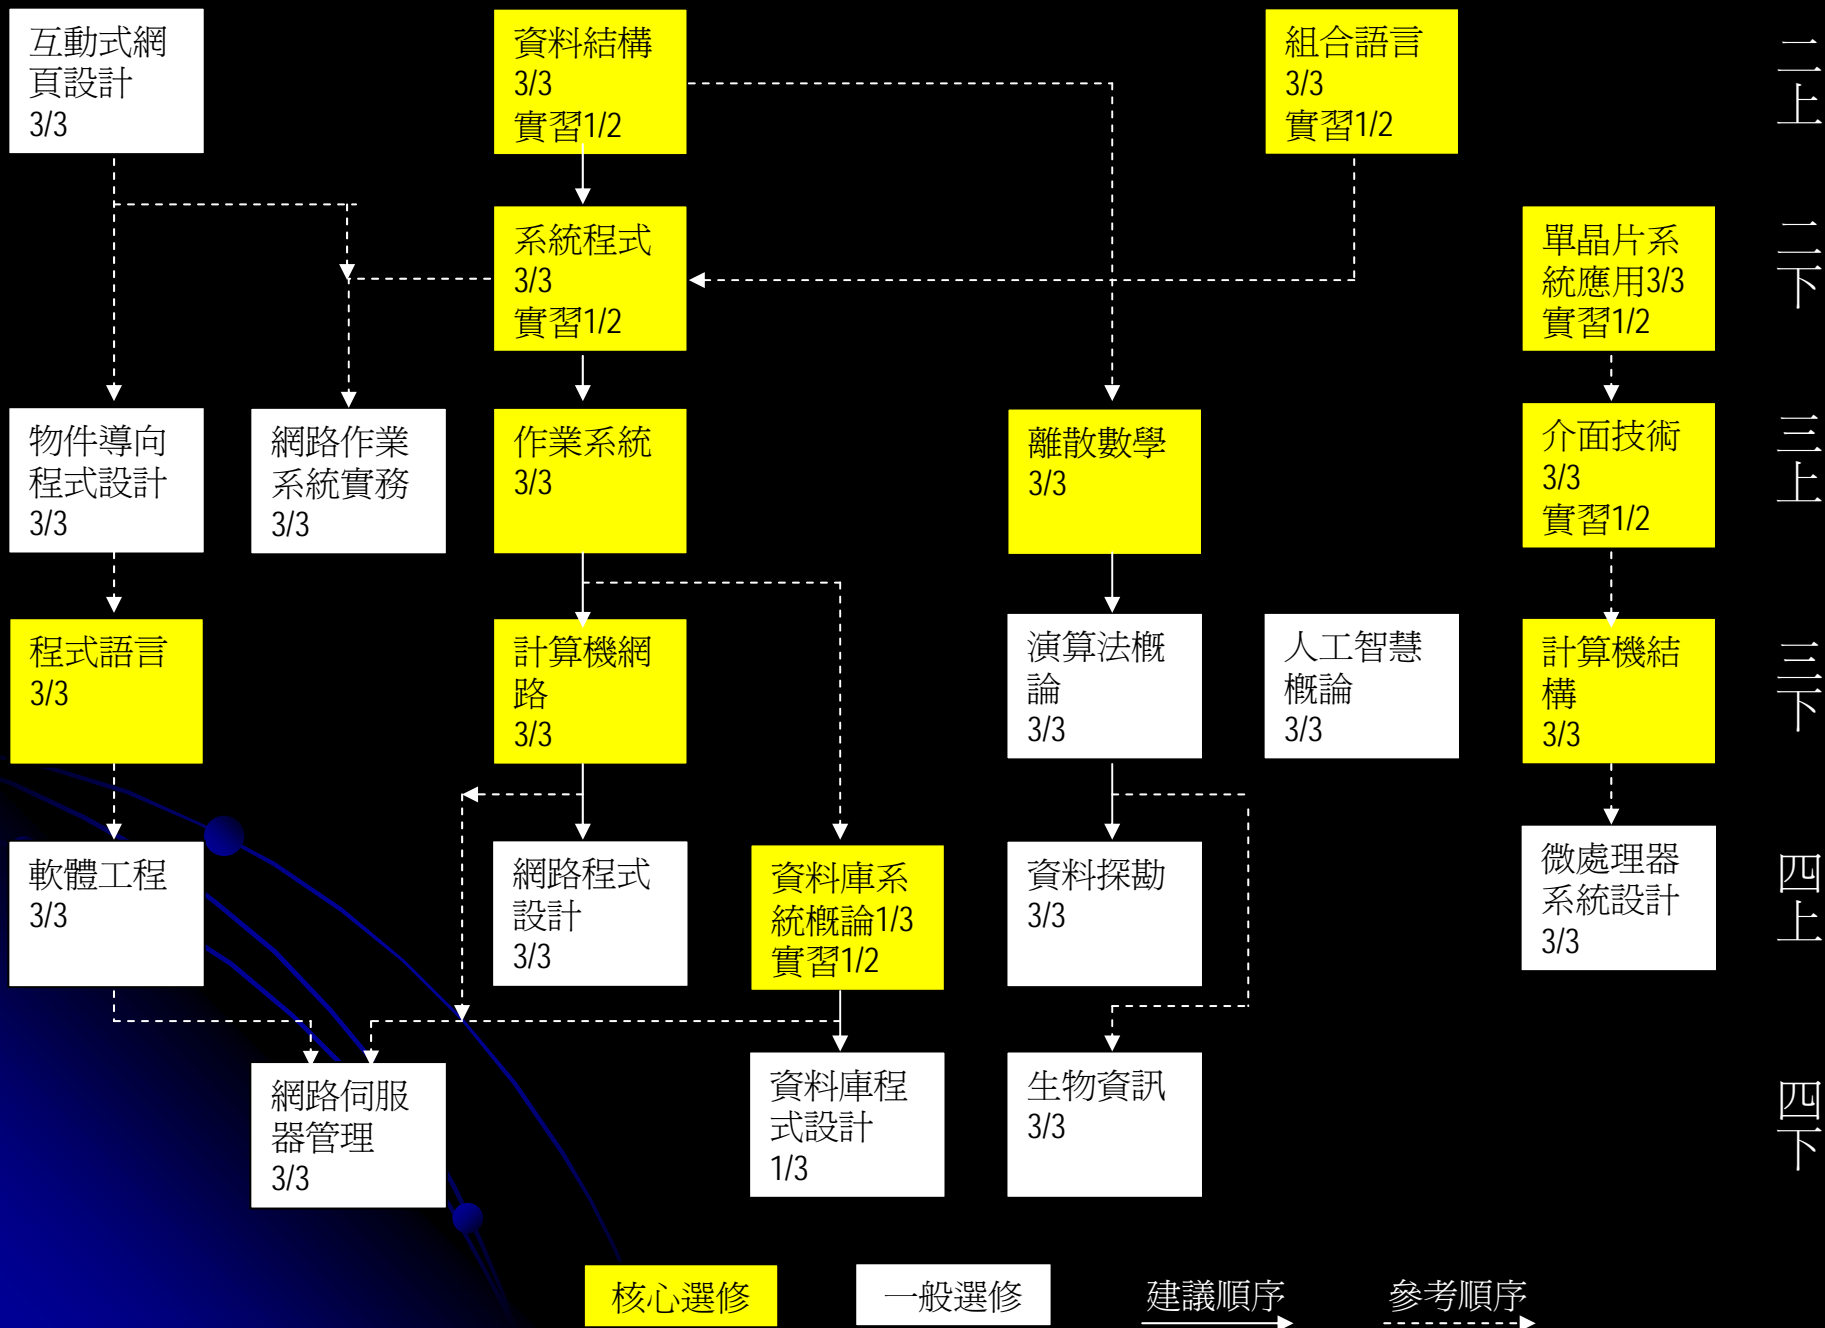 互動式網
頁設計
3/3
資料結構
3/3
實習1/2
組合語言
3/3
實習1/2
二上
系統程式
3/3
實習1/2
單晶片系
統應用3/3
實習1/2
二下
物件導向
程式設計
3/3
網路作業
系統實務
3/3
作業系統
3/3
離散數學
3/3
介面技術
3/3
實習1/2
三上
程式語言
3/3
計算機網
路
3/3
演算法概
論
3/3
人工智慧
概論
3/3
計算機結
構
3/3
三下
軟體工程
3/3
網路程式
設計
3/3
資料庫系
統概論1/3
實習1/2
資料探勘
3/3
微處理器
系統設計
3/3
四上
網路伺服
器管理
3/3
資料庫程
式設計
1/3
生物資訊
3/3
四下
核心選修
一般選修
建議順序
參考順序